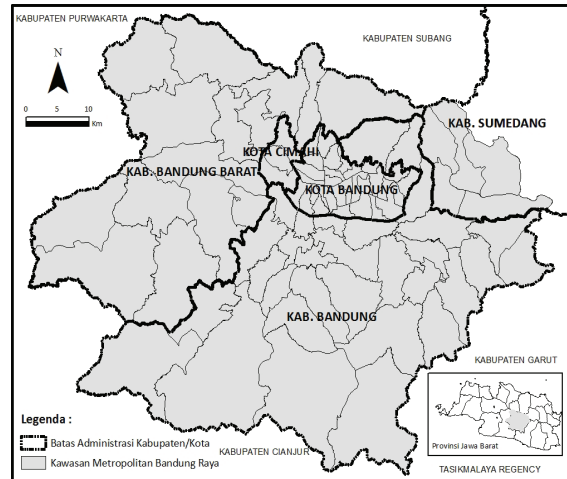 KABUPATEN PURWAKARTA
KABUPATEN SUBANG
N
0 5 10
Km
KAB. SUMEDANG
KOTA CIMAHI
KAB. BANDUNG BARAT
KOTA BANDUNG
KAB. BANDUNG
KABUPATEN GARUT
Legenda :
Batas Administrasi Kabupaten/Kota
Kawasan Metropolitan Bandung Raya
KABUPATEN CIANJUR
Provinsi Jawa Barat
TASIKMALAYA REGENCY